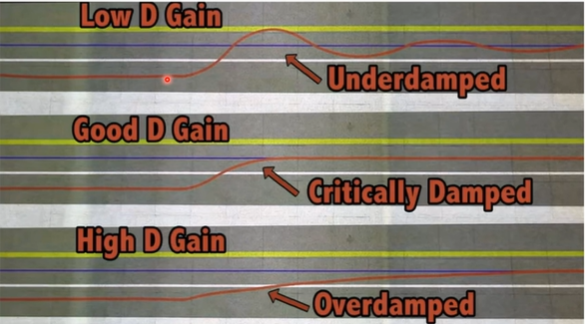 Low D Gain
Underdamped
Good D Gain
Critically Damped
High D Gain
Overdamped